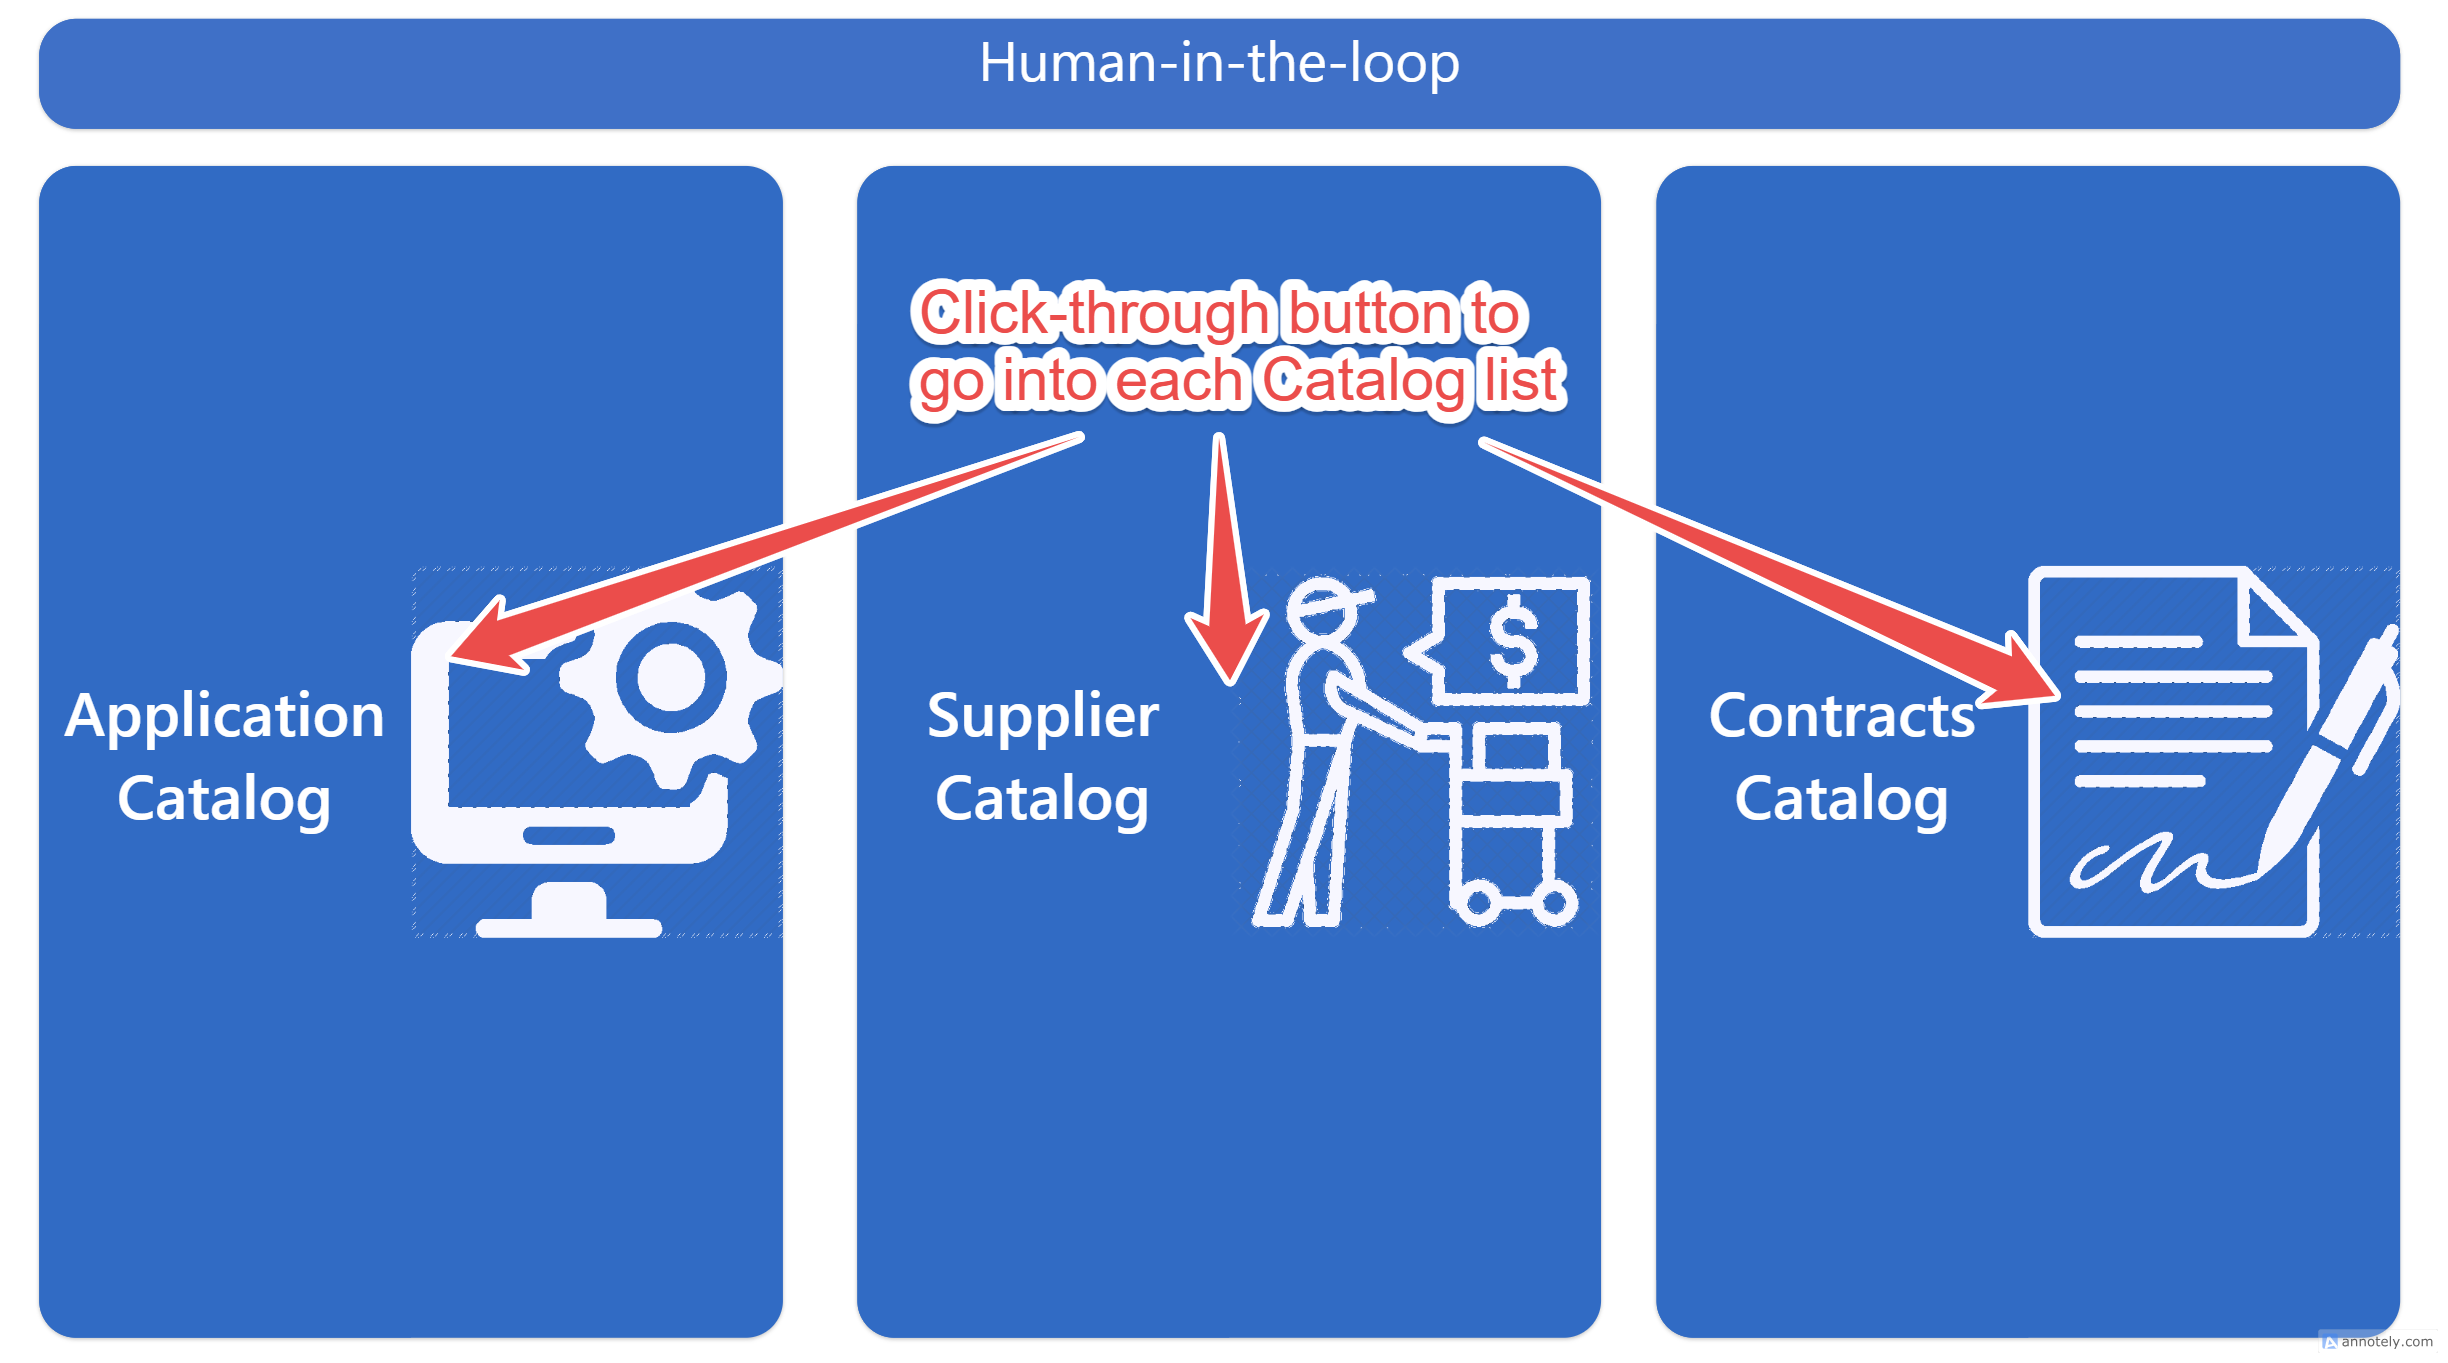 Human-in-the-loop
Click-through button to
go into each Catalog list
$
Application
Catalog
Supplier
Catalog
Contracts
Catalog
annotely.com